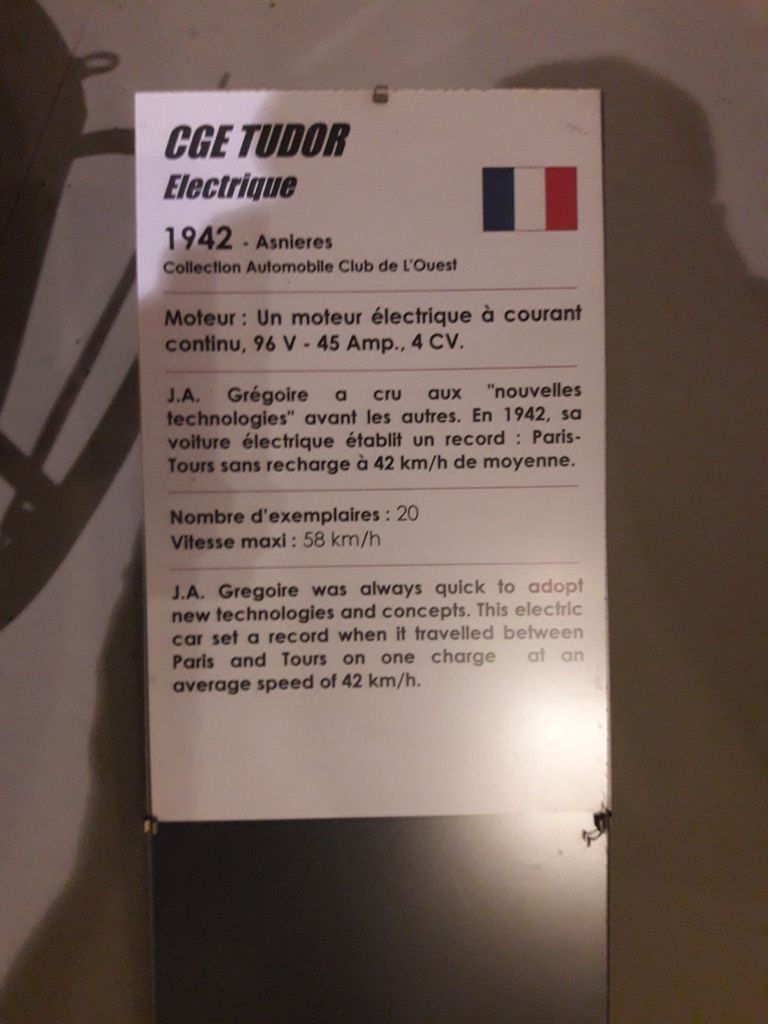 CGE TUDOR
Electrique
1942 - Asnieres
Collection Automobile Club de L'Ouest
Moteur : Un moteur électrique à courant
continu, 96 V - 45 Amp., 4 CV.
J.A. Grégoire a cru aux "nouvelles
technologies" avant les autres. En 1942, sa
voiture électrique établit un record : Paris-
Tours sans recharge à 42 km/h de moyenne.
Nombre d'exemplaires : 20
Vitesse maxi : 58 km/h
J.A. Gregoire was always quick to adopt
new technologies and concepts. This electric
car set a record when it travelled between
Paris and Tours on one charge at an
average speed of 42 km/h.